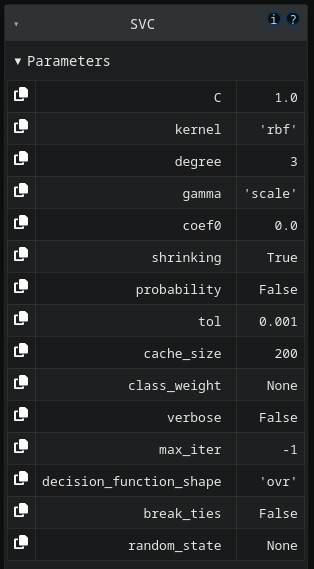 ▾ SVC i ?
▼ Parameters
C 1.0
kernel 'rbf'
degree 3
gamma 'scale'
coef0 0.0
shrinking True
probability False
tol 0.001
cache_size 200
class_weight None
verbose False
max_iter -1
decision_function_shape 'ovr'
break_ties False
random_state None